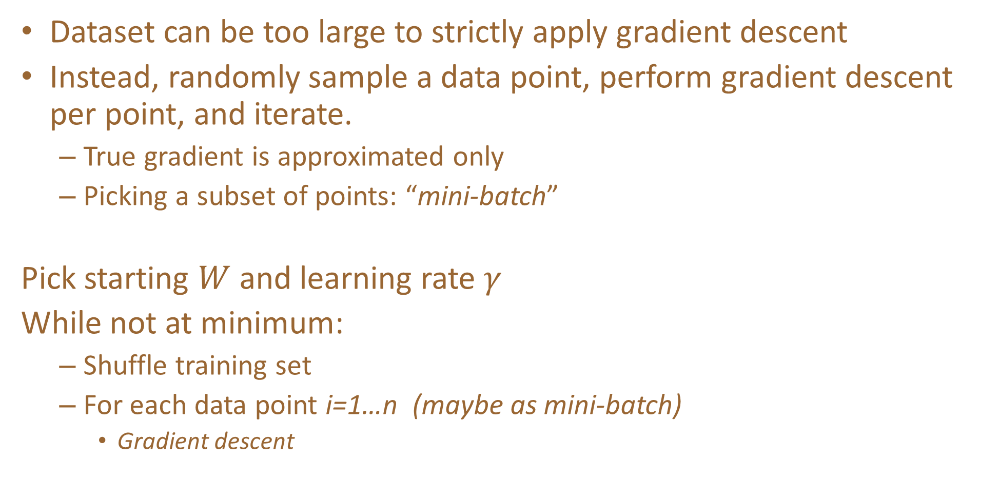 • Dataset can be too large to strictly apply gradient descent
• Instead, randomly sample a data point, perform gradient descent
per point, and iterate.
– True gradient is approximated only
– Picking a subset of points: “mini-batch”
Pick starting W and learning rate γ
While not at minimum:
– Shuffle training set
– For each data point i=1…n (maybe as mini-batch)
• Gradient descent